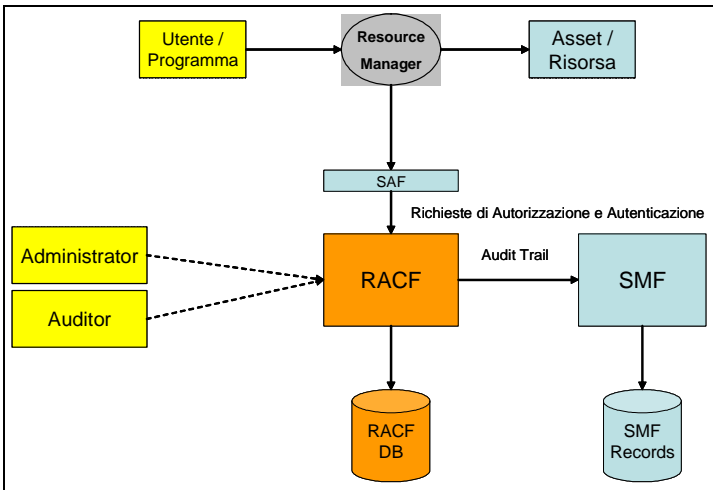 Utente /
Programma
Resource
Manager
Asset /
Risorsa
SAF
Richieste di Autorizzazione e Autenticazione
Administrator
Auditor
RACF
Audit Trail
SMF
RACF
DB
SMF
Records